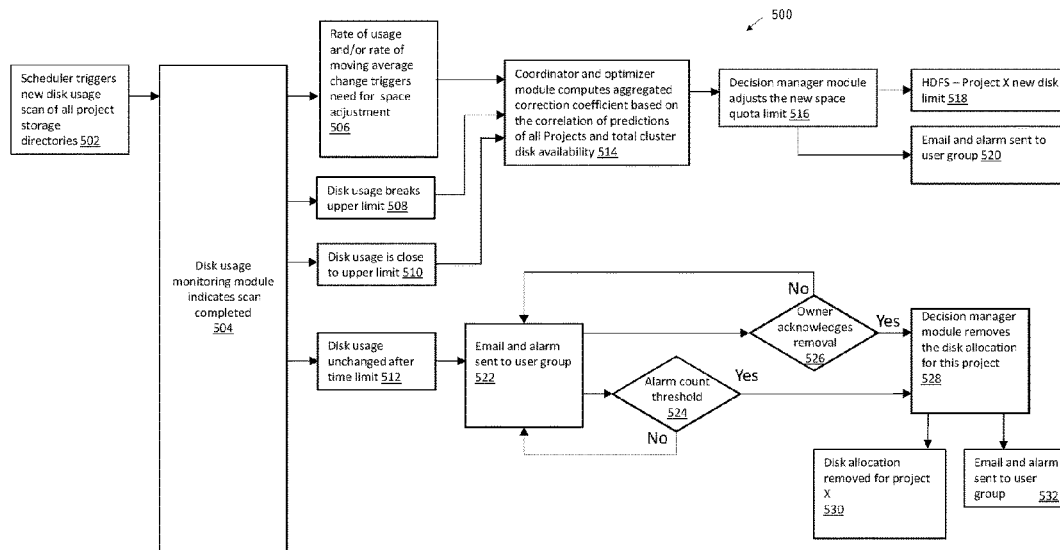 500
Scheduler triggers
new disk usage
scan of all project
storage
directories 502
Disk usage
monitoring module
indicates scan
completed
504
Rate of usage
and/or rate of
moving average
change triggers
need for space
adjustment
506
Disk usage breaks
upper limit 508
Disk usage is close
to upper limit 510
Disk usage
unchanged after
time limit 512
Coordinator and optimizer
module computes aggregated
correction coefficient based on
the correlation of predictions
of all Projects and total cluster
disk availability 514
Decision manager module
adjusts the new space
quota limit 516
HDFS – Project X new disk
limit 518
Email and alarm sent to
user group 520
Email and alarm
sent to user group
522
No
Owner
acknowledges
removal
526
Yes
Alarm count
threshold
524
Yes
No
Decision manager
module removes
the disk allocation
for this project
528
Disk allocation
removed for project
X
530
Email and alarm
sent to user
group 532